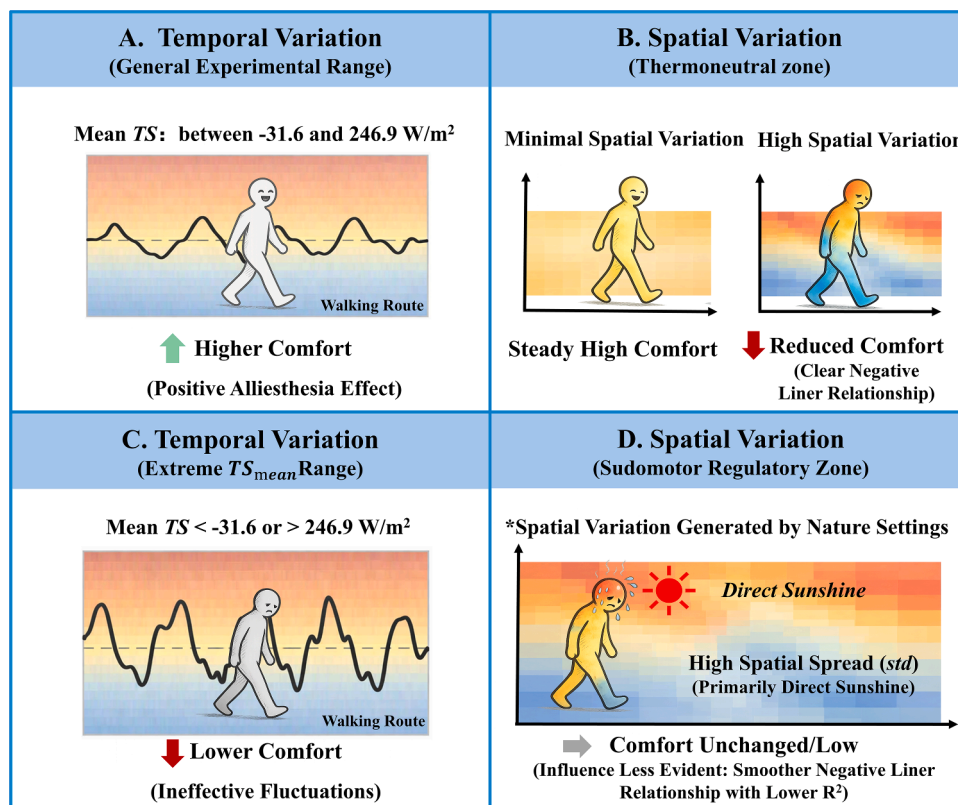 A. Temporal Variation
(General Experimental Range)
Mean TS: between -31.6 and 246.9 W/m²
Walking Route
Higher Comfort
(Positive Alliesthesia Effect)
B. Spatial Variation
(Thermoneutral zone)
Minimal Spatial Variation
High Spatial Variation
Steady High Comfort
Reduced Comfort
(Clear Negative
Liner Relationship)
C. Temporal Variation
(Extreme TSmean Range)
Mean TS < -31.6 or > 246.9 W/m²
Walking Route
Lower Comfort
(Ineffective Fluctuations)
D. Spatial Variation
(Sudomotor Regulatory Zone)
*Spatial Variation Generated by Nature Settings
Direct Sunshine
High Spatial Spread (std)
(Primarily Direct Sunshine)
Comfort Unchanged/Low
(Influence Less Evident: Smoother Negative Liner
Relationship with Lower R²)